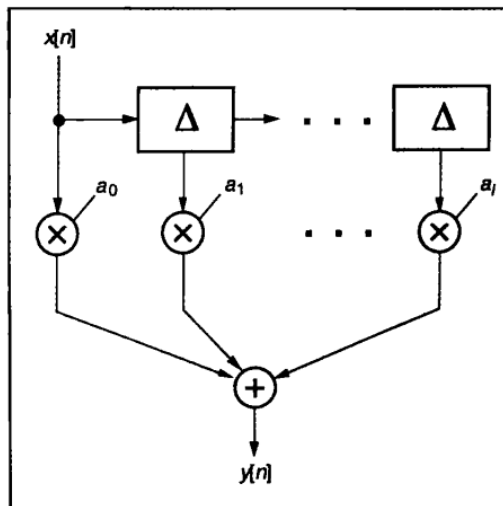 x[n]
Δ . . . Δ
a₀ a₁ aₗ
× × . . . ×
+
y[n]